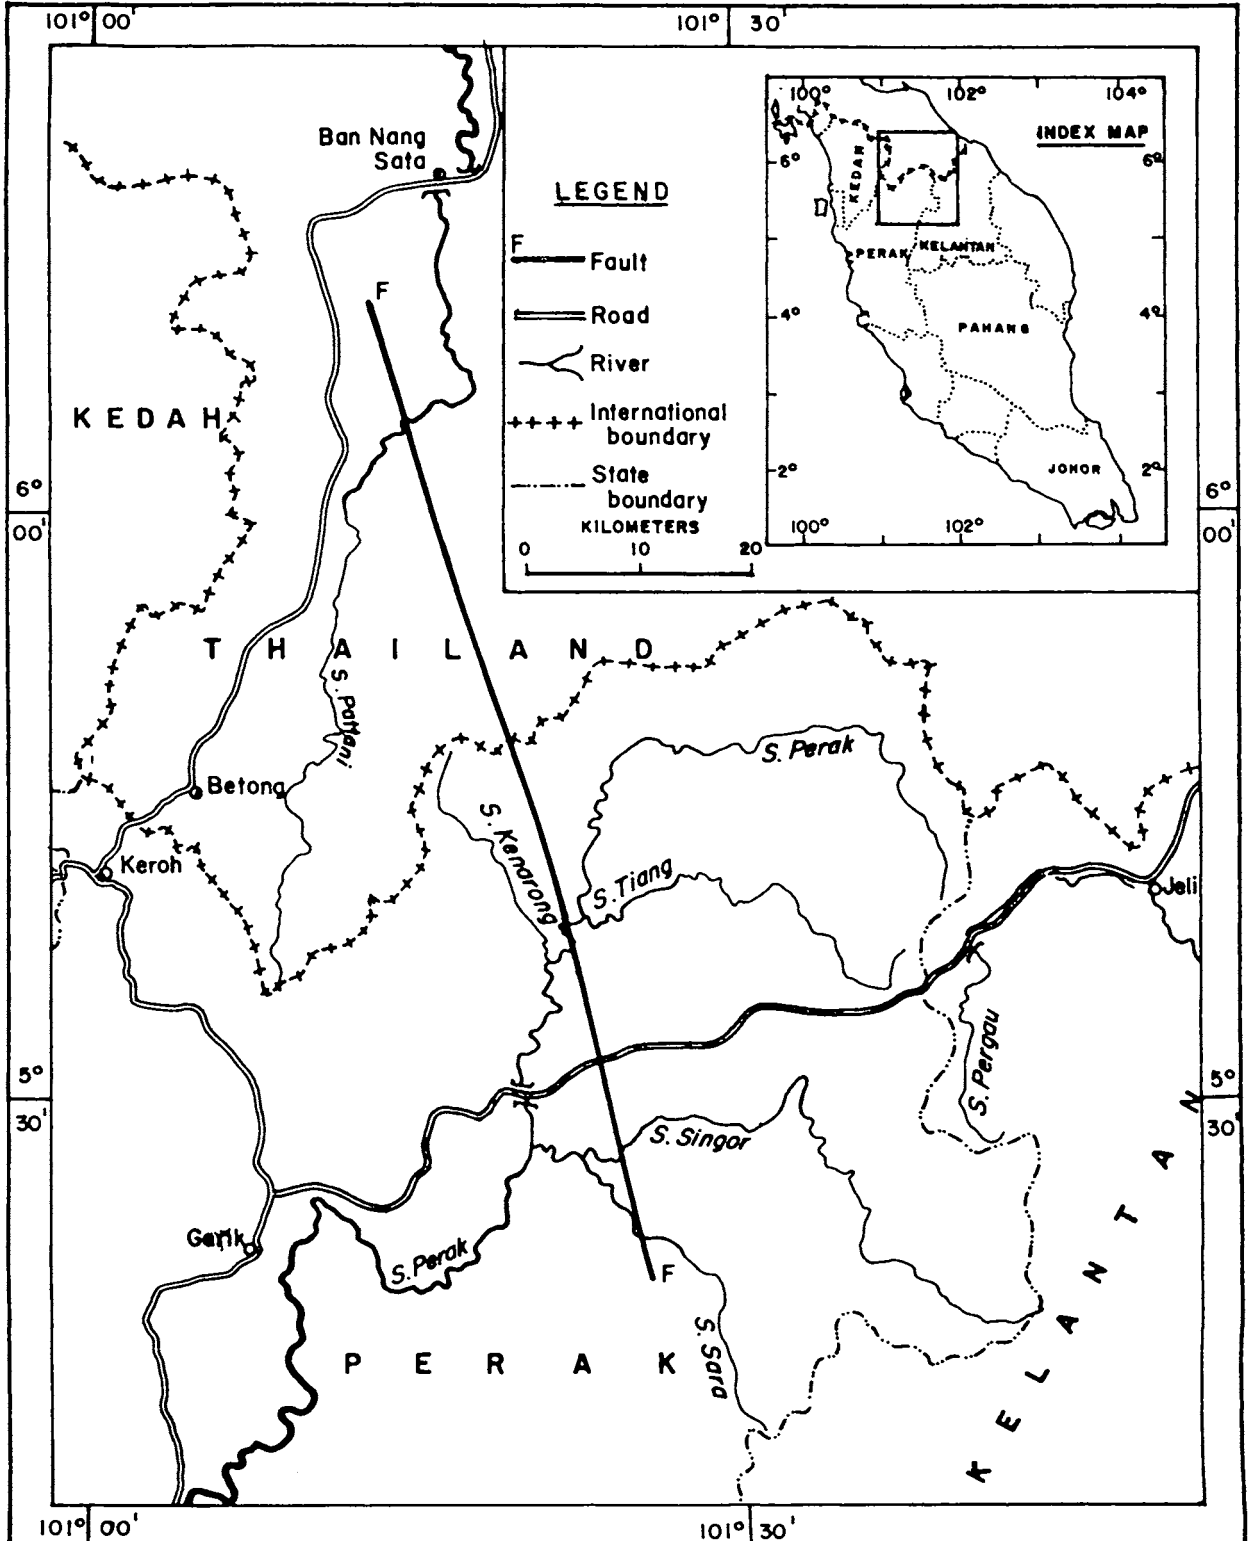 101° 00'
101° 30'
Ban Nang
Sata
LEGEND
F
Fault
Road
River
International
boundary
State
boundary
KILOMETERS
0 10 20
100° 102° 104°
INDEX MAP
6° 6°
KEDAH
PERAK
KELANTAN
4° 4°
PAHANG
JOHOR
2° 2°
100° 102°
F
KEDAH
6°
00'
6°
00'
THAILAND
S. Pattani
S. Perak
Betong
S. Kenarong
Keroh
S. Tiang
Jeli
S. Pergau
5°
30'
5°
30'
S. Singor
Gerik
S. Perak
F
S. Sara
PERAK
KELANTAN
101° 00'
101° 30'